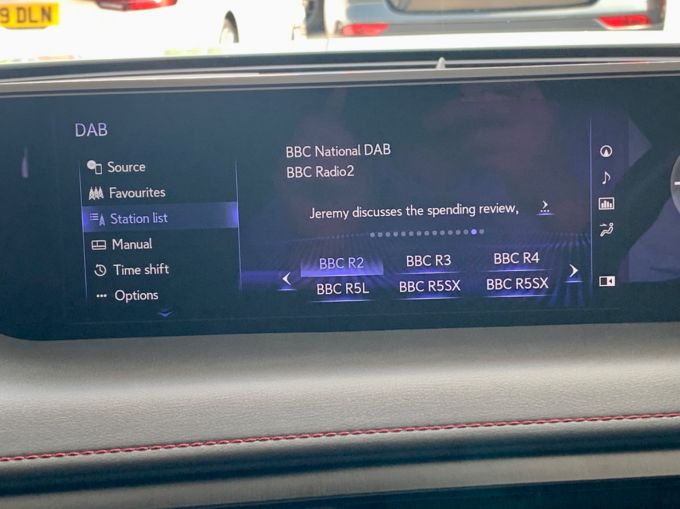 9 DLN
DAB
Source
Favourites
Station list
Manual
Time shift
Options
BBC National DAB
BBC Radio2
Jeremy discusses the spending review,
BBC R2
BBC R3
BBC R4
BBC R5L
BBC R5SX
BBC R5SX